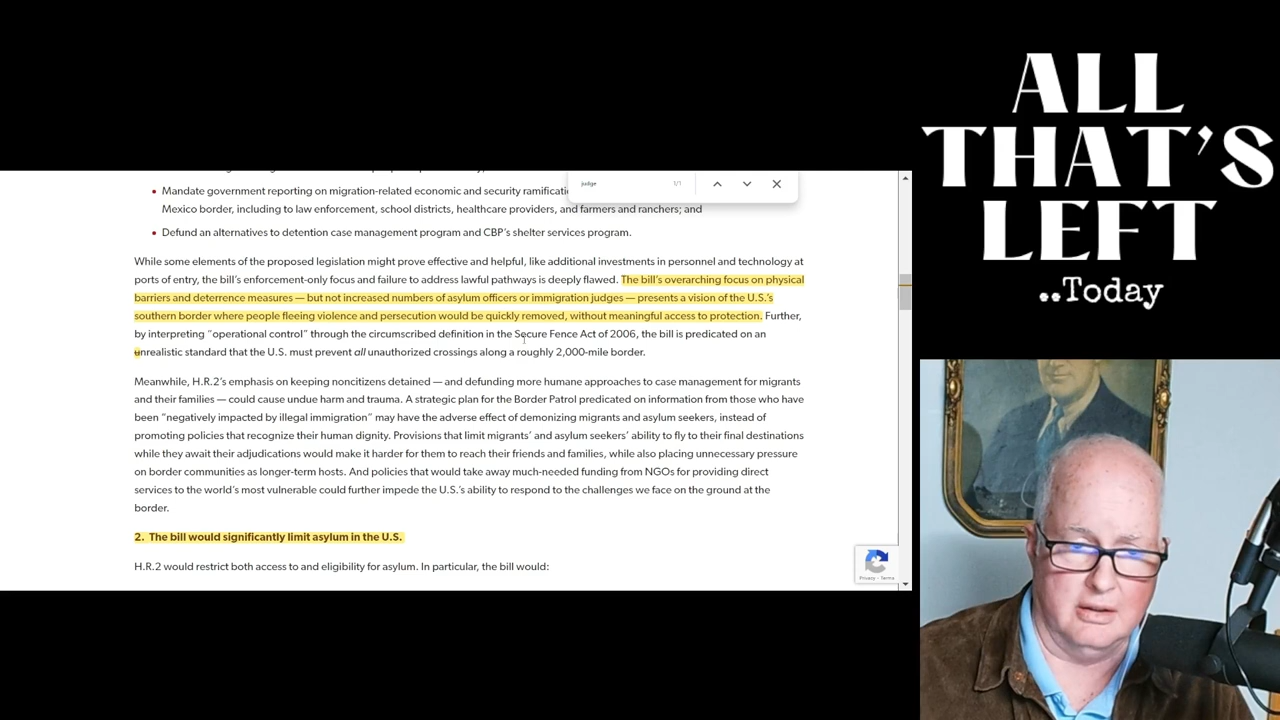 Mandate government reporting on migration-related economic and security
Mexico border, including to law enforcement, school districts, healthcare providers, and farmers and ranchers; and
Defund an alternatives to detention case management program and CBP's shelter services program.
judge
1/1
While some elements of the proposed legislation might prove effective and helpful, like additional investments in personnel and technology at
ports of entry, the bill's enforcement-only focus and failure to address lawful pathways is deeply flawed. The bill's overarching focus on physical
barriers and deterrence measures — but not increased numbers of asylum officers or immigration judges — presents a vision of the U.S.'s
southern border where people fleeing violence and persecution would be quickly removed, without meaningful access to protection. Further,
by interpreting "operational control" through the circumscribed definition in the Secure Fence Act of 2006, the bill is predicated on an
unrealistic standard that the U.S. must prevent all unauthorized crossings along a roughly 2,000-mile border.
Meanwhile, H.R.2's emphasis on keeping noncitizens detained — and defunding more humane approaches to case management for migrants
and their families — could cause undue harm and trauma. A strategic plan for the Border Patrol predicated on information from those who have
been "negatively impacted by illegal immigration" may have the adverse effect of demonizing migrants and asylum seekers, instead of
promoting policies that recognize their human dignity. Provisions that limit migrants' and asylum seekers' ability to fly to their final destinations
while they await their adjudications would make it harder for them to reach their friends and families, while also placing unnecessary pressure
on border communities as longer-term hosts. And policies that would take away much-needed funding from NGOs for providing direct
services to the world's most vulnerable could further impede the U.S.'s ability to respond to the challenges we face on the ground at the
border.
2. The bill would significantly limit asylum in the U.S.
H.R.2 would restrict both access to and eligibility for asylum. In particular, the bill would:
Privacy - Terms
ALL
THAT'S
LEFT
..Today